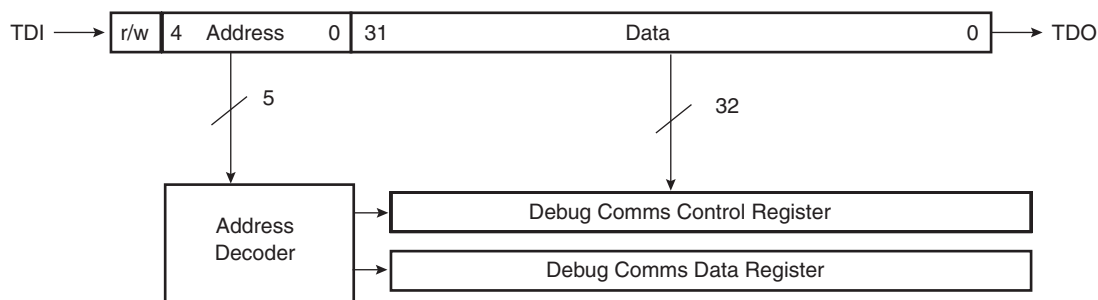 TDI r/w 4 Address 0 31 Data 0 TDO
5
32
Address
Decoder
Debug Comms Control Register
Debug Comms Data Register